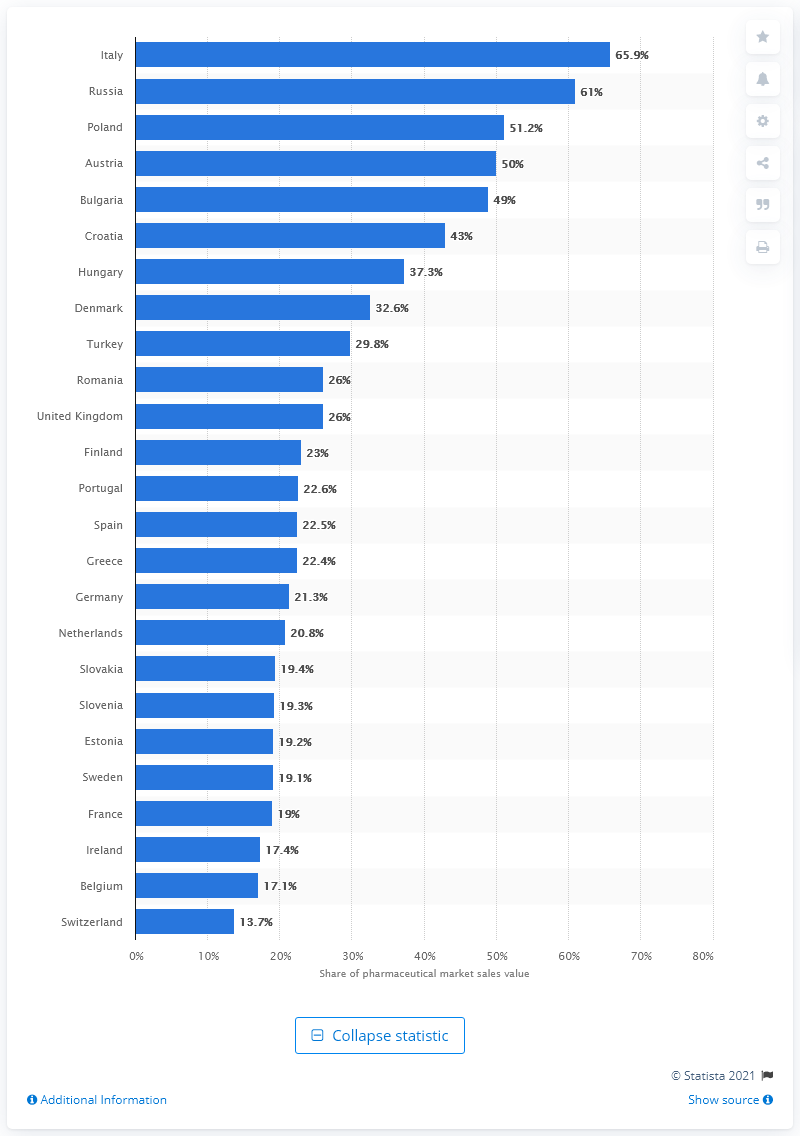 Italy 65.9%
Russia 61%
Poland 51.2%
Austria 50%
Bulgaria 49%
Croatia 43%
Hungary 37.3%
Denmark 32.6%
Turkey 29.8%
Romania 26%
United Kingdom 26%
Finland 23%
Portugal 22.6%
Spain 22.5%
Greece 22.4%
Germany 21.3%
Netherlands 20.8%
Slovakia 19.4%
Slovenia 19.3%
Estonia 19.2%
Sweden 19.1%
France 19%
Ireland 17.4%
Belgium 17.1%
Switzerland 13.7%
0% 10% 20% 30% 40% 50% 60% 70% 80%
Share of pharmaceutical market sales value
Collapse statistic
© Statista 2021
Additional Information Show source